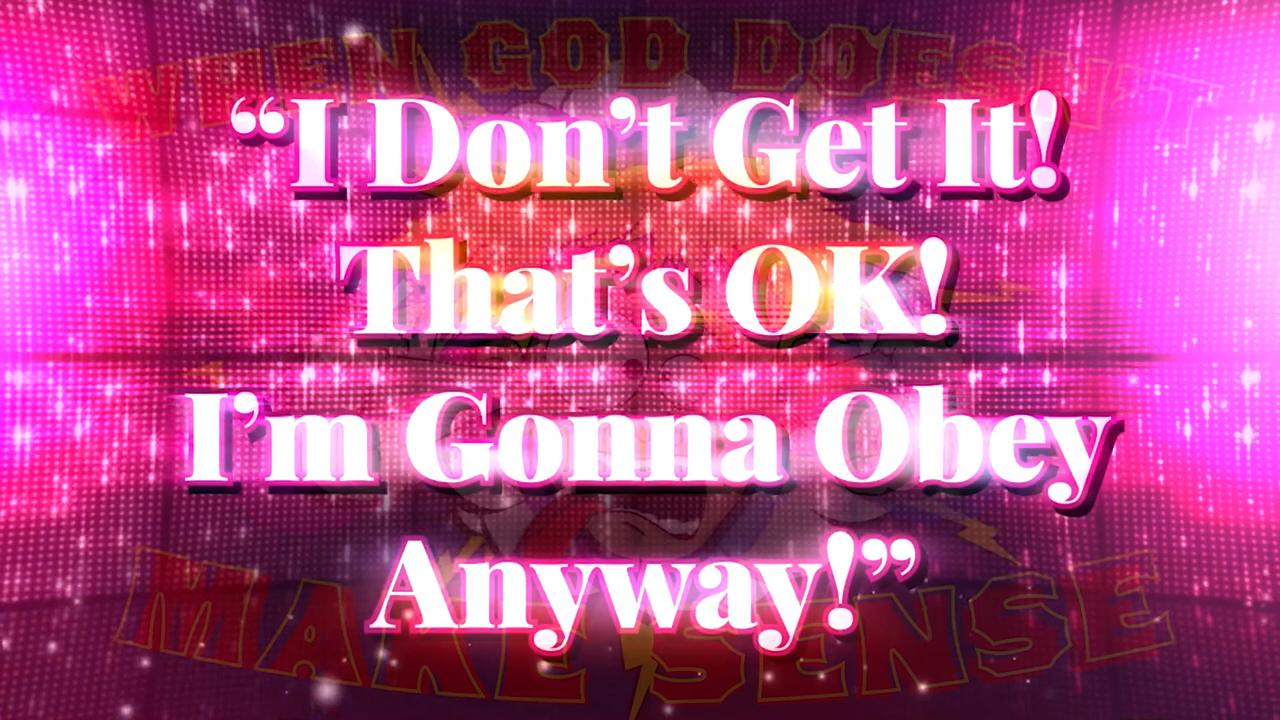 WHEN GOD DOESN'T
“I Don’t Get It!
That’s OK!
I’m Gonna Obey
Anyway!”
MAKE SENSE